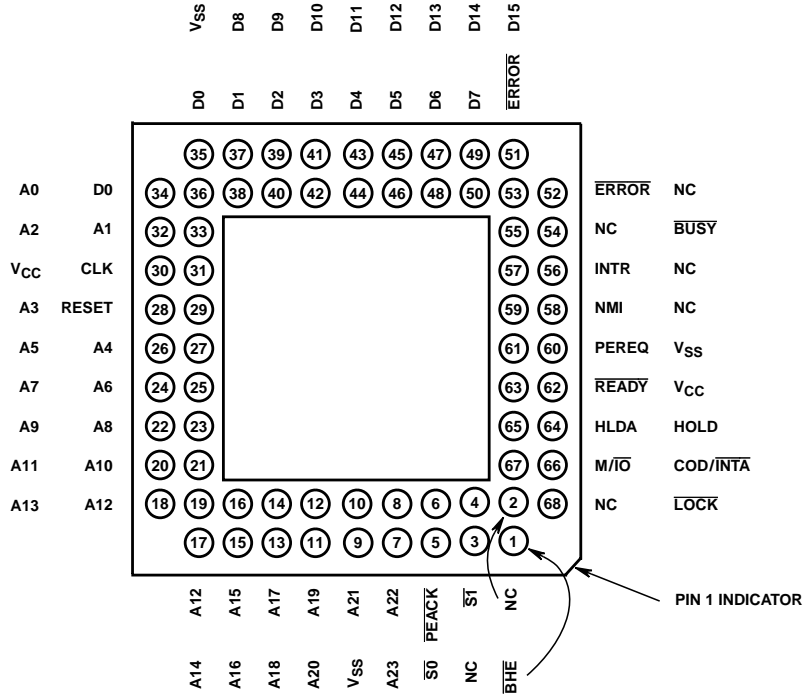 VSS D8 D9 D10 D11 D12 D13 D14 D15
D0 D1 D2 D3 D4 D5 D6 D7 ERROR
35 37 39 41 43 45 47 49 51
A0 D0 34 36 38 40 42 44 46 48 50 53 52 ERROR NC
A2 A1 32 33 55 54 NC BUSY
VCC CLK 30 31 57 56 INTR NC
A3 RESET 28 29 59 58 NMI NC
A5 A4 26 27 61 60 PEREQ VSS
A7 A6 24 25 63 62 READY VCC
A9 A8 22 23 65 64 HLDA HOLD
A11 A10 20 21 67 66 M/IO COD/INTA
A13 A12 18 19 16 14 12 10 8 6 4 2 68 NC LOCK
17 15 13 11 9 7 5 3 1
A12 A15 A17 A19 A21 A22 PEACK S1 NC
PIN 1 INDICATOR
A14 A16 A18 A20 VSS A23 S0 NC BHE